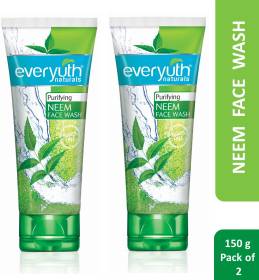 everyuth
naturals
Purifying
NEEM
FACE WASH
everyuth
naturals
Purifying
NEEM
FACE WASH
NEEM FACE WASH
150 g
Pack of
2